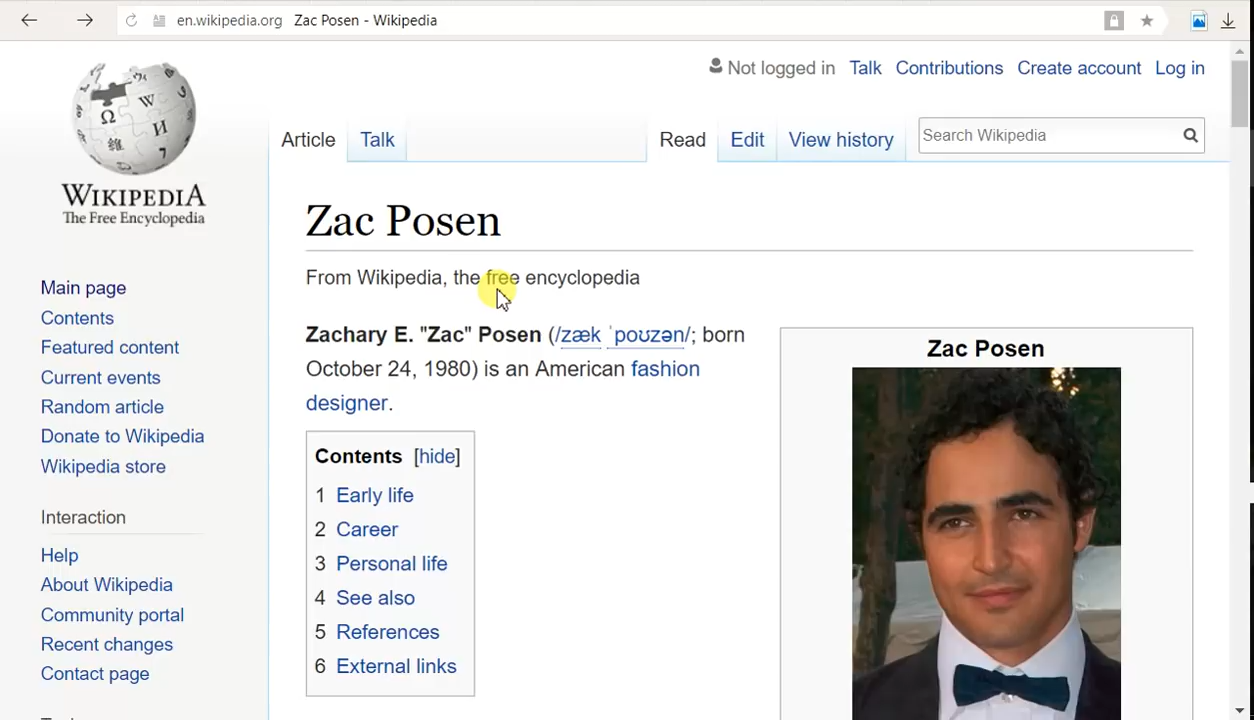 en.wikipedia.org Zac Posen - Wikipedia
Not logged in Talk Contributions Create account Log in
Article Talk Read Edit View history Search Wikipedia
WIKIPEDIA
The Free Encyclopedia
Zac Posen
From Wikipedia, the free encyclopedia
Main page
Contents
Featured content
Current events
Random article
Donate to Wikipedia
Wikipedia store
Interaction
Help
About Wikipedia
Community portal
Recent changes
Contact page
Zachary E. "Zac" Posen (/zæk ˈpoʊzən/; born
October 24, 1980) is an American fashion
designer.
Contents [hide]
1 Early life
2 Career
3 Personal life
4 See also
5 References
6 External links
Zac Posen